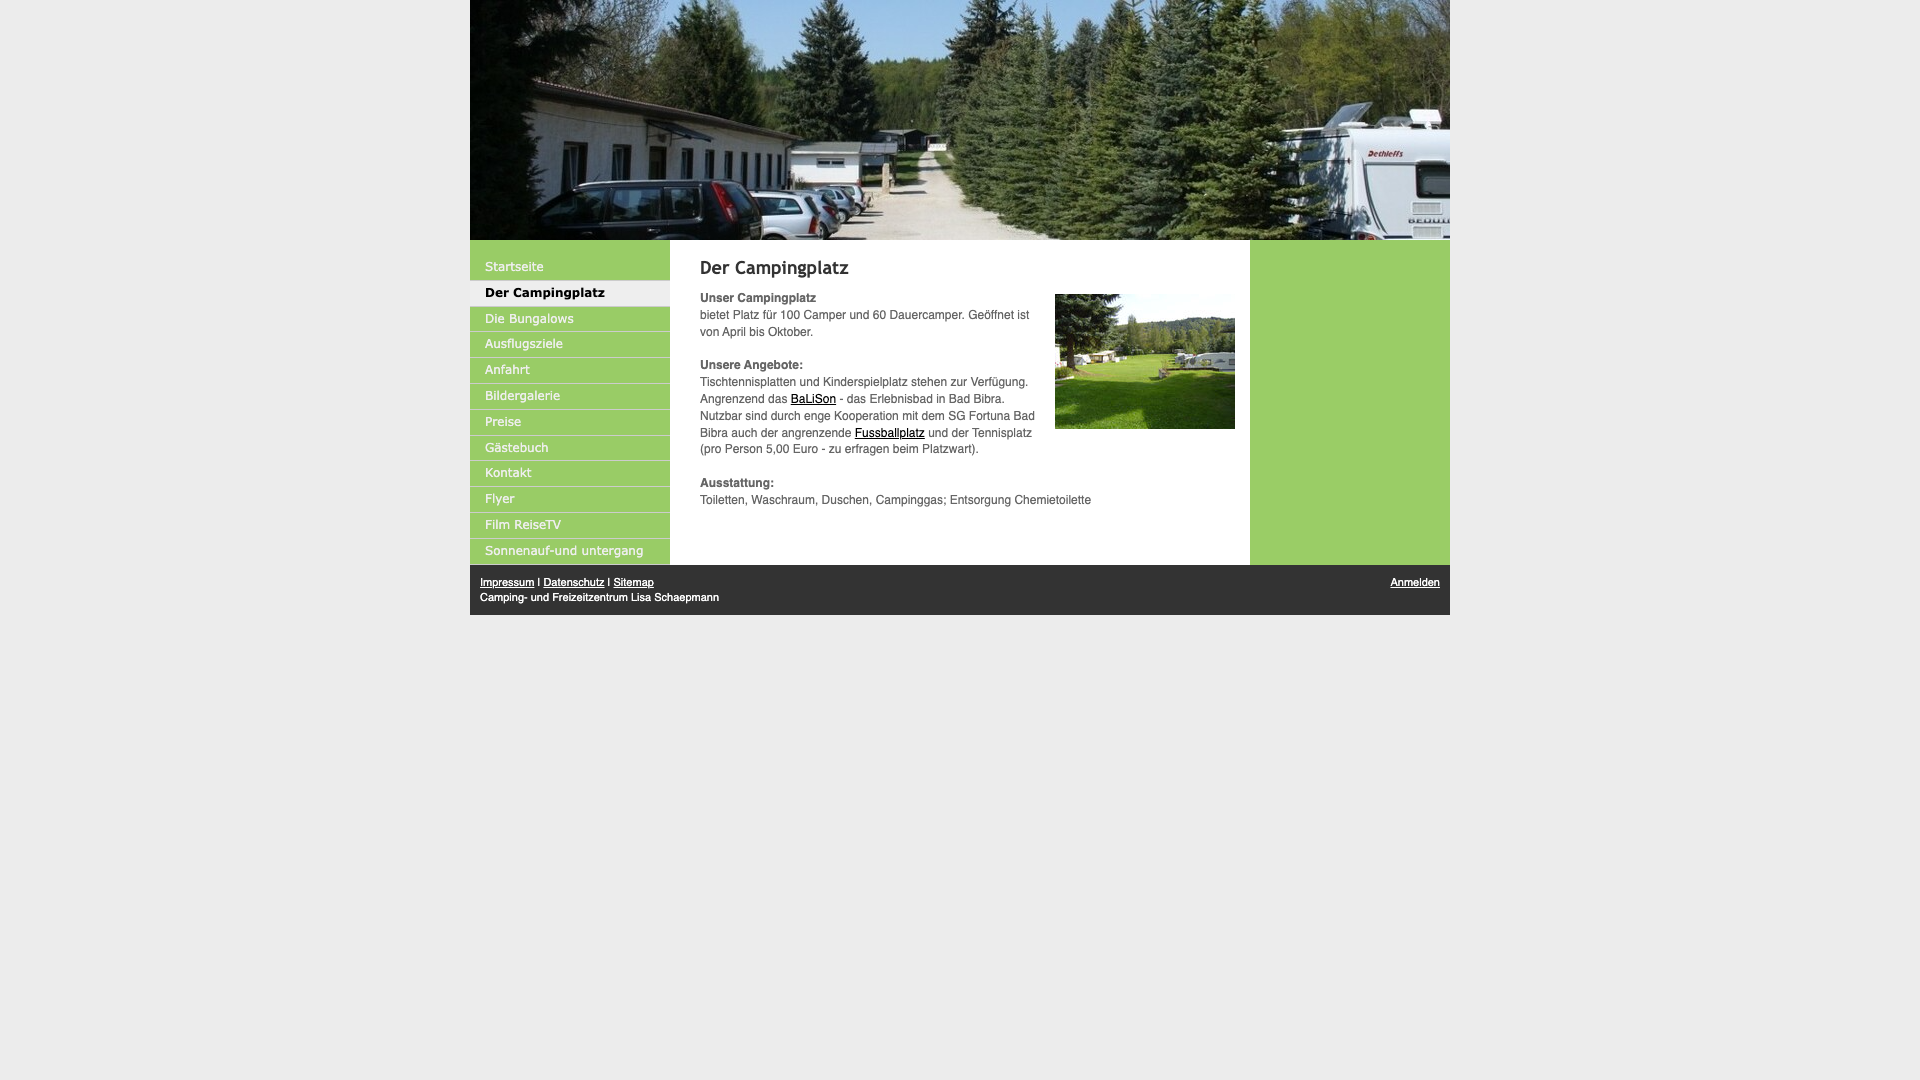 Dethleffs
Startseite
Der Campingplatz
Die Bungalows
Ausflugsziele
Anfahrt
Bildergalerie
Preise
Gästebuch
Kontakt
Flyer
Film ReiseTV
Sonnenauf-und untergang
Der Campingplatz
Unser Campingplatz
bietet Platz für 100 Camper und 60 Dauercamper. Geöffnet ist
von April bis Oktober.
Unsere Angebote:
Tischtennisplatten und Kinderspielplatz stehen zur Verfügung.
Angrenzend das BaLiSon - das Erlebnisbad in Bad Bibra.
Nutzbar sind durch enge Kooperation mit dem SG Fortuna Bad
Bibra auch der angrenzende Fussballplatz und der Tennisplatz
(pro Person 5,00 Euro - zu erfragen beim Platzwart).
Ausstattung:
Toiletten, Waschraum, Duschen, Campinggas; Entsorgung Chemietoilette
Impressum | Datenschutz | Sitemap
Camping- und Freizeitzentrum Lisa Schaepmann
Anmelden